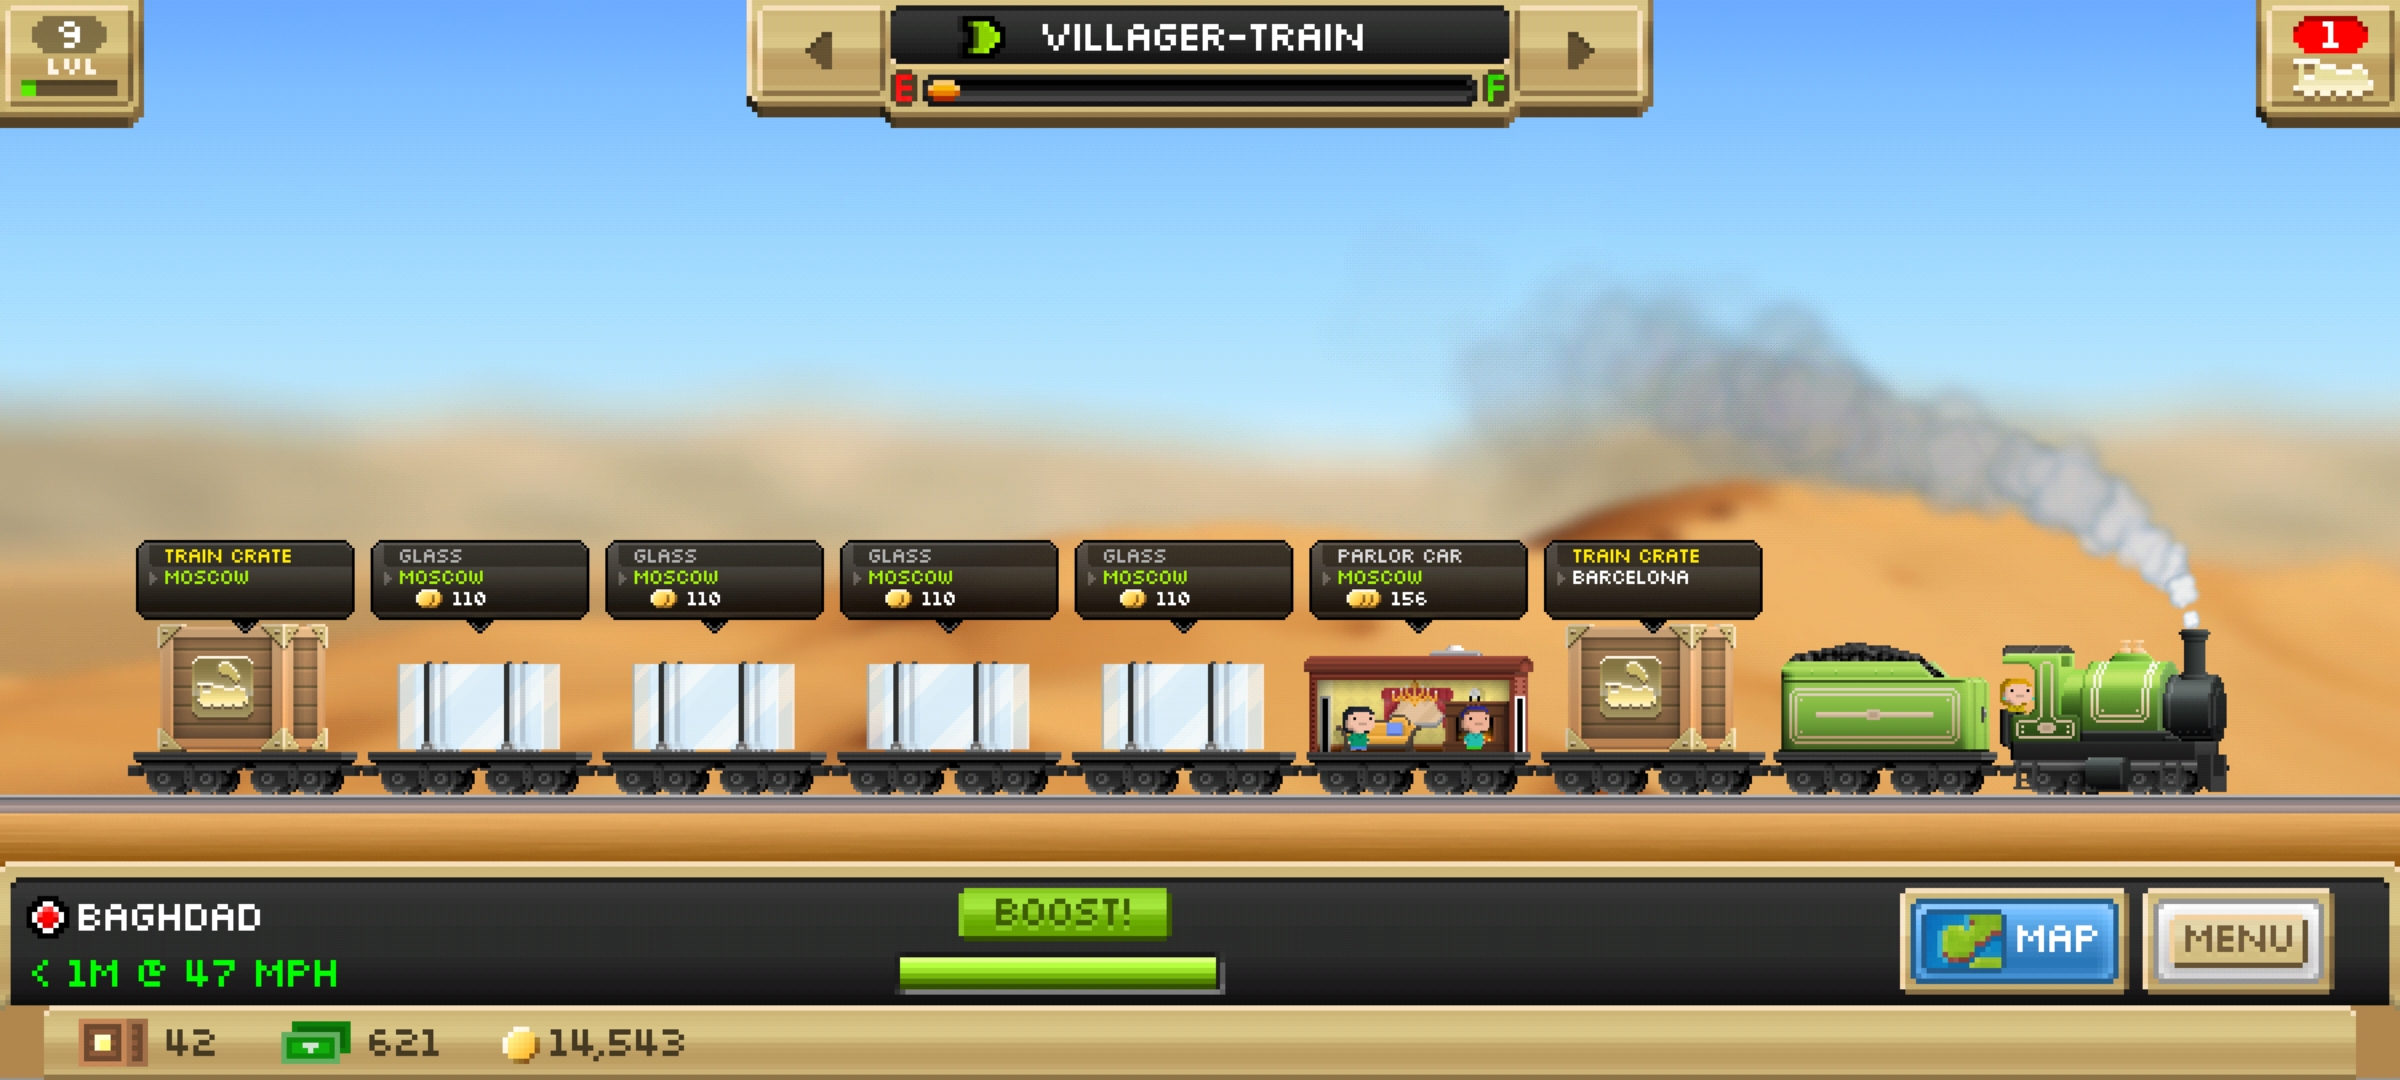 9
LVL
VILLAGER-TRAIN
E
F
1
TRAIN CRATE
MOSCOW
GLASS
MOSCOW
110
GLASS
MOSCOW
110
GLASS
MOSCOW
110
GLASS
MOSCOW
110
PARLOR CAR
MOSCOW
156
TRAIN CRATE
BARCELONA
BAGHDAD
< 1M @ 47 MPH
BOOST!
MAP
MENU
42
621
14,543